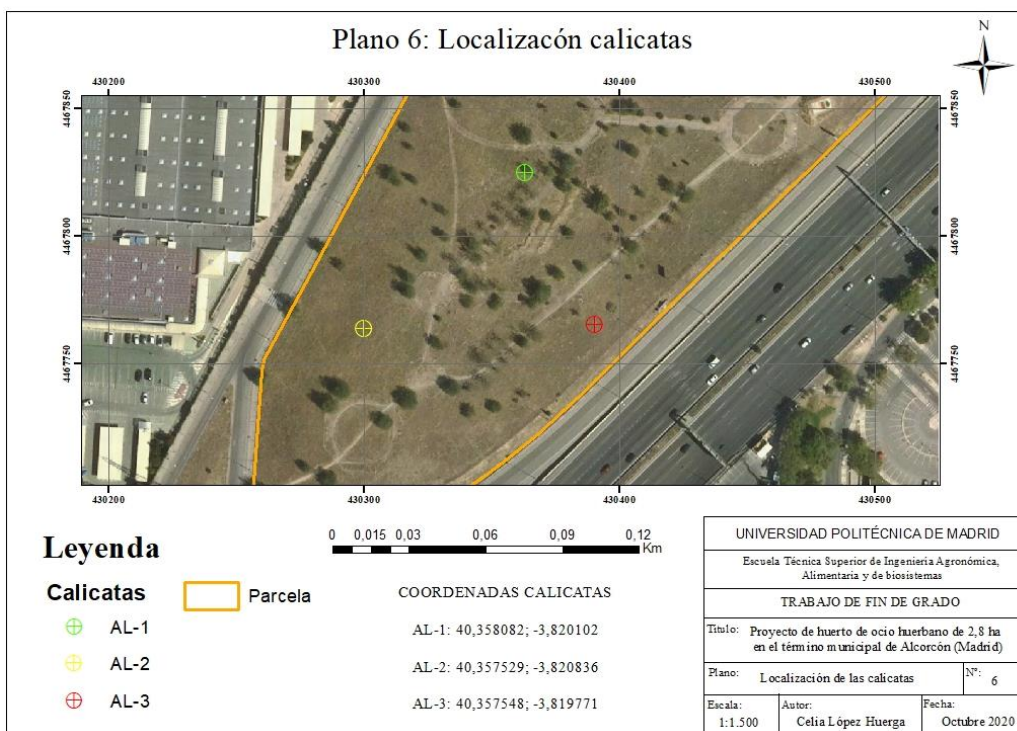 Plano 6: Localizacón calicatas
N
430200 430300 430400 430500
4467850 4467850
4467800 4467800
4467750 4467750
430200 430300 430400 430500
Leyenda
Calicatas
AL-1
AL-2
AL-3
Parcela
0 0,015 0,03 0,06 0,09 0,12
Km
COORDENADAS CALICATAS
AL-1: 40,358082; -3,820102
AL-2: 40,357529; -3,820836
AL-3: 40,357548; -3,819771
UNIVERSIDAD POLITÉCNICA DE MADRID
Escuela Técnica Superior de Ingeniería Agronómica,
Alimentaria y de biosistemas
TRABAJO DE FIN DE GRADO
Título: Proyecto de huerto de ocio huerbano de 2,8 ha
en el término municipal de Alcorcón (Madrid)
Plano: Localización de las calicatas
Nº: 6
Escala: Autor: Fecha:
1:1.500 Celia López Huerga Octubre 2020